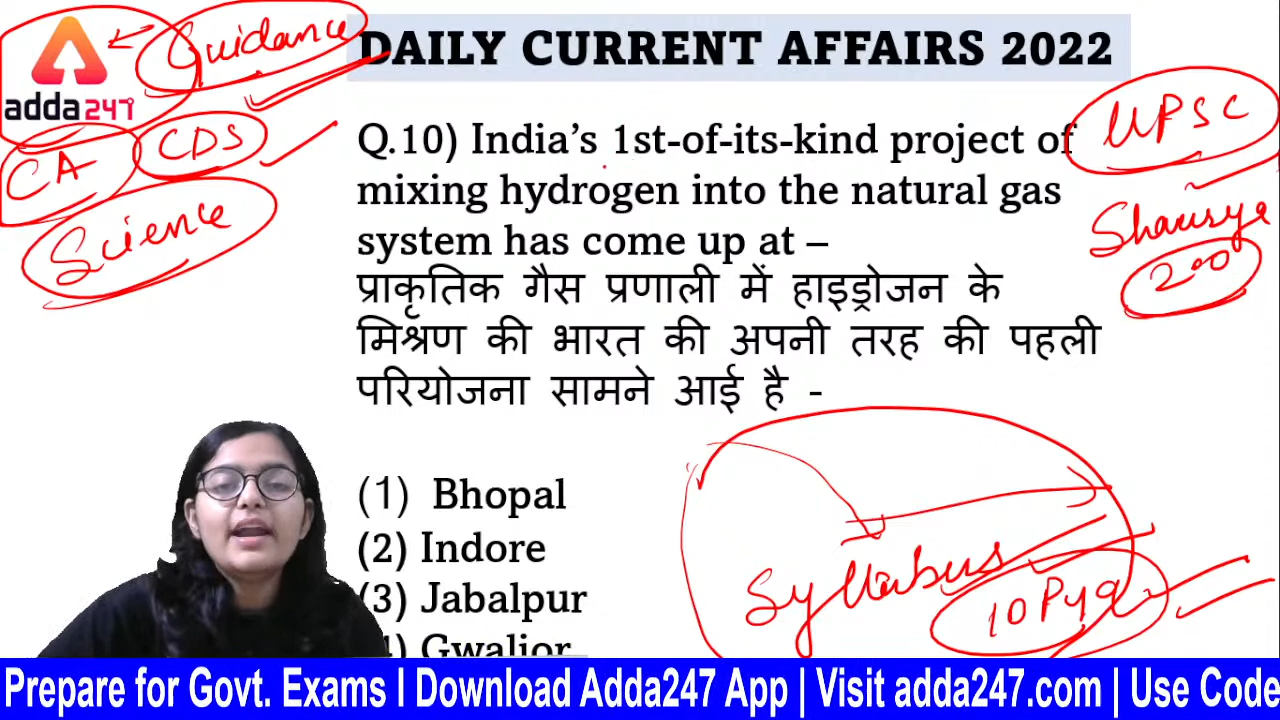 Guidance
DAILY CURRENT AFFAIRS 2022
adda247
CA
CDS
Science
UPSC
Shaurya
200
Q.10) India's 1st-of-its-kind project of
mixing hydrogen into the natural gas
system has come up at –
प्राकृतिक गैस प्रणाली में हाइड्रोजन के
मिश्रण की भारत की अपनी तरह की पहली
परियोजना सामने आई है -
(1) Bhopal
(2) Indore
(3) Jabalpur
(4) Gwalior
Syllabus
10 Pyq
Prepare for Govt. Exams I Download Adda247 App | Visit adda247.com | Use Code